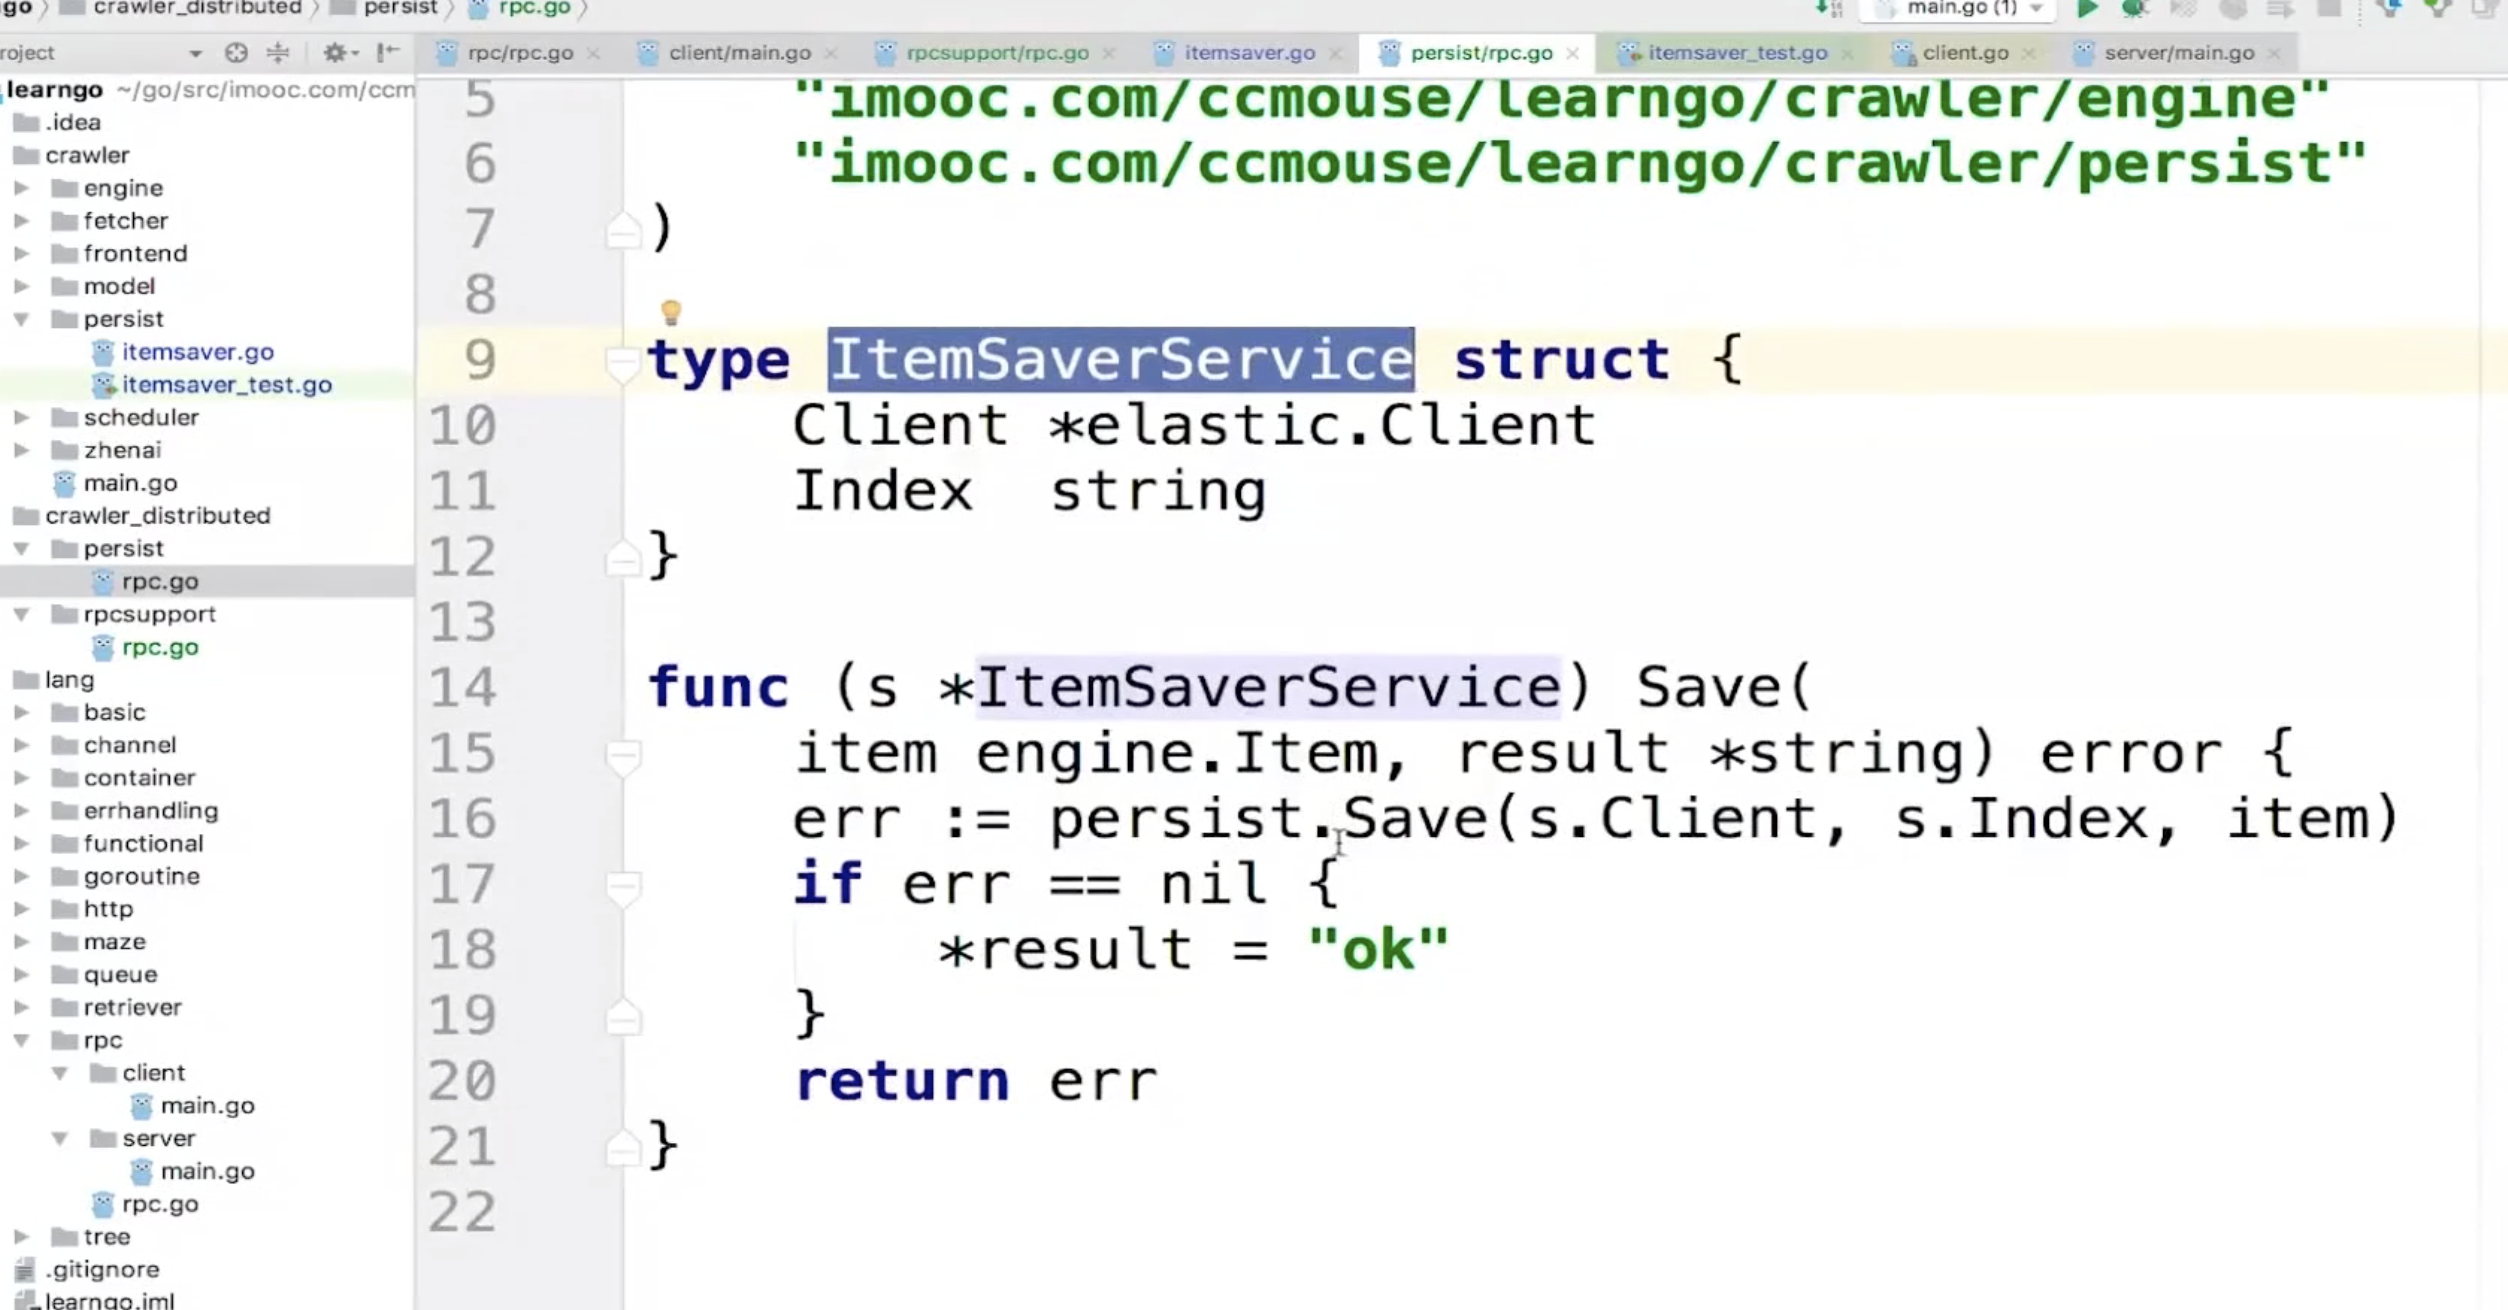 go
crawler_distributed
persist
rpc.go
main.go (1)
roject
rpc/rpc.go
client/main.go
rpcsupport/rpc.go
itemsaver.go
persist/rpc.go
itemsaver_test.go
client.go
server/main.go
learngo ~/go/src/imooc.com/ccm
.idea
crawler
engine
fetcher
frontend
model
persist
itemsaver.go
itemsaver_test.go
scheduler
zhenai
main.go
crawler_distributed
persist
rpc.go
rpcsupport
rpc.go
lang
basic
channel
container
errhandling
functional
goroutine
http
maze
queue
retriever
rpc
client
main.go
server
main.go
rpc.go
tree
.gitignore
learngo.iml
5 "imooc.com/ccmouse/learngo/crawler/engine"
6 "imooc.com/ccmouse/learngo/crawler/persist"
7 )
8
9 type ItemSaverService struct {
10 Client *elastic.Client
11 Index string
12 }
13
14 func (s *ItemSaverService) Save(
15 item engine.Item, result *string) error {
16 err := persist.Save(s.Client, s.Index, item)
17 if err == nil {
18 *result = "ok"
19 }
20 return err
21 }
22